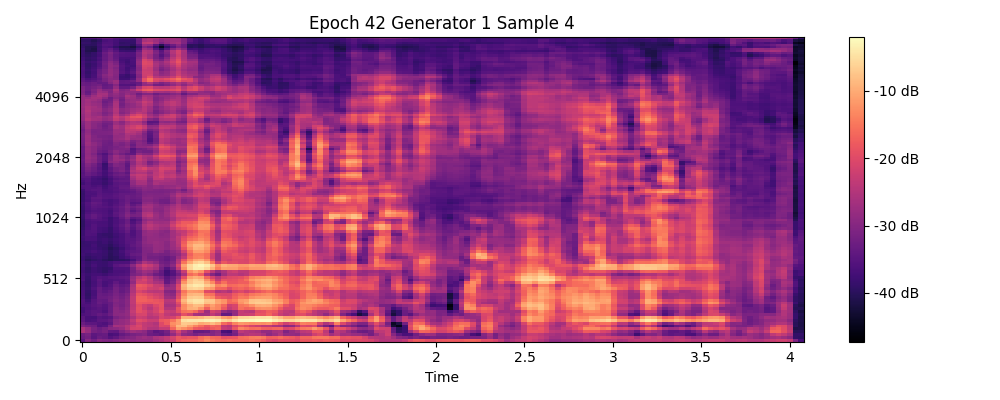 Epoch 42 Generator 1 Sample 4
Hz
4096
2048
1024
512
0
0 0.5 1 1.5 2 2.5 3 3.5 4
Time
-10 dB
-20 dB
-30 dB
-40 dB